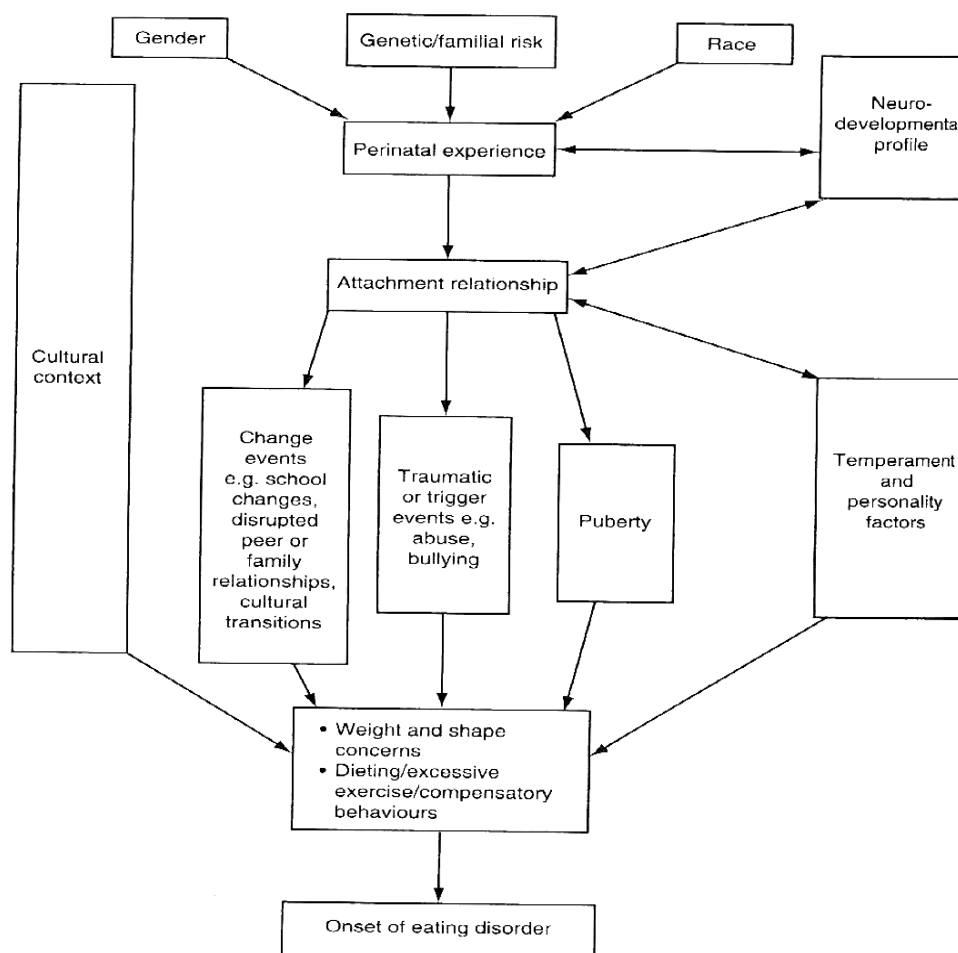 Gender
Genetic/familial risk
Race
Neuro-
developmenta
profile
Perinatal experience
Attachment relationship
Cultural
context
Change
events
e.g. school
changes,
disrupted
peer or
family
relationships,
cultural
transitions
Traumatic
or trigger
events e.g.
abuse,
bullying
Puberty
Temperament
and
personality
factors
• Weight and shape
concerns
• Dieting/excessive
exercise/compensatory
behaviours
Onset of eating disorder